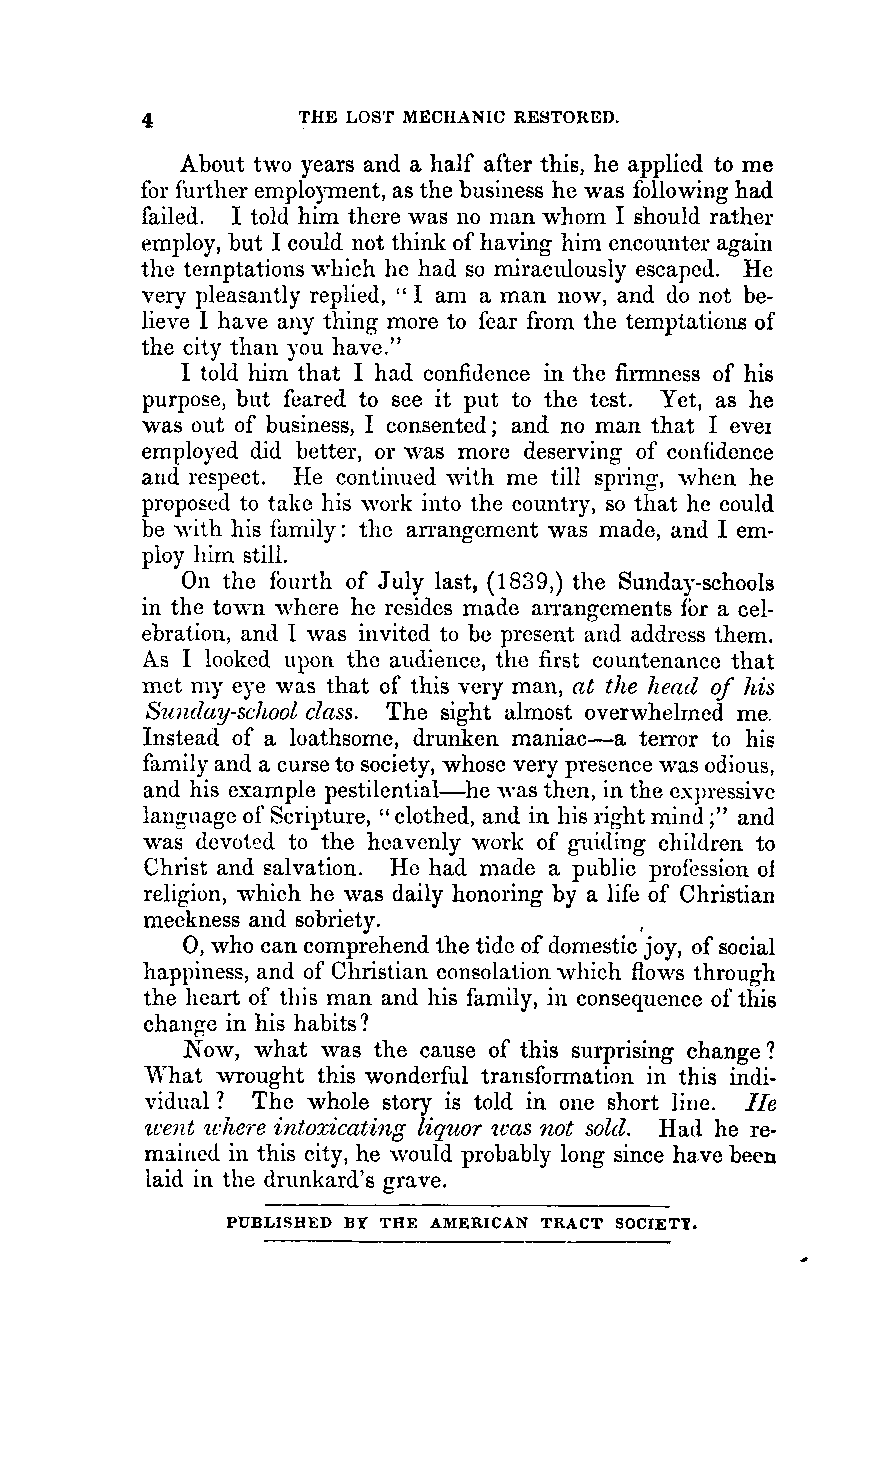 4 THE LOST MECHANIC RESTORED.
About two years and a half after this, he applied to me
for further employment, as the business he was following had
failed. I told him there was no man whom I should rather
employ, but I could not think of having him encounter again
the temptations which he had so miraculously escaped. He
very pleasantly replied, "I am a man now, and do not be-
lieve I have any thing more to fear from the temptations of
the city than you have."
I told him that I had confidence in the firmness of his
purpose, but feared to see it put to the test. Yet, as he
was out of business, I consented; and no man that I ever
employed did better, or was more deserving of confidence
and respect. He continued with me till spring, when he
proposed to take his work into the country, so that he could
be with his family: the arrangement was made, and I em-
ploy him still.
On the fourth of July last, (1839,) the Sunday-schools
in the town where he resides made arrangements for a cel-
ebration, and I was invited to be present and address them.
As I looked upon the audience, the first countenance that
met my eye was that of this very man, at the head of his
Sunday-school class. The sight almost overwhelmed me.
Instead of a loathsome, drunken maniac—a terror to his
family and a curse to society, whose very presence was odious,
and his example pestilential—he was then, in the expressive
language of Scripture, "clothed, and in his right mind;" and
was devoted to the heavenly work of guiding children to
Christ and salvation. He had made a public profession of
religion, which he was daily honoring by a life of Christian
meekness and sobriety.
O, who can comprehend the tide of domestic joy, of social
happiness, and of Christian consolation which flows through
the heart of this man and his family, in consequence of this
change in his habits?
Now, what was the cause of this surprising change?
What wrought this wonderful transformation in this indi-
vidual? The whole story is told in one short line. He
went where intoxicating liquor was not sold. Had he re-
mained in this city, he would probably long since have been
laid in the drunkard's grave.
PUBLISHED BY THE AMERICAN TRACT SOCIETY.